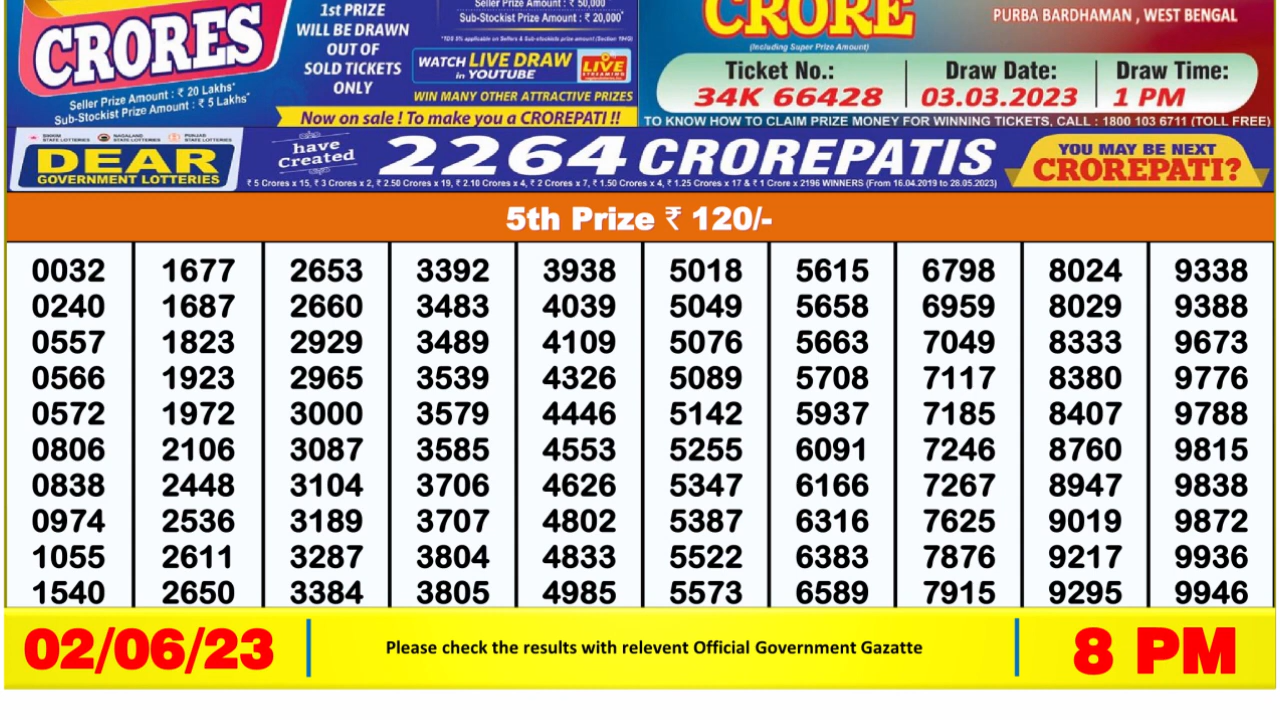 CRORES
Seller Prize Amount : ₹ 20 Lakhs*
Sub-Stockist Prize Amount : ₹ 5 Lakhs*
1st PRIZE
WILL BE DRAWN
OUT OF
SOLD TICKETS
ONLY
Seller Prize Amount : ₹ 50,000*
Sub-Stockist Prize Amount : ₹ 20,000*
*TDS 5% applicable on Sellers & Sub-stockists prize amount (Section 194G)
WATCH LIVE DRAW
in YOUTUBE
LIVE
STREAMING
WIN MANY OTHER ATTRACTIVE PRIZES
Now on sale ! To make you a CROREPATI !!
CRORE
(Including Super Prize Amount)
PURBA BARDHAMAN , WEST BENGAL
Ticket No.: Draw Date: Draw Time:
34K 66428 03.03.2023 1 PM
TO KNOW HOW TO CLAIM PRIZE MONEY FOR WINNING TICKETS, CALL : 1800 103 6711 (TOLL FREE)
SIKKIM STATE LOTTERIES NAGALAND STATE LOTTERIES PUNJAB STATE LOTTERIES
DEAR
GOVERNMENT LOTTERIES
have
Created
2264 CROREPATIS
₹ 5 Crores x 15, ₹ 3 Crores x 2, ₹ 2.50 Crores x 19, ₹ 2.10 Crores x 4, ₹ 2 Crores x 7, ₹ 1.50 Crores x 4, ₹ 1.25 Crores x 17 & ₹ 1 Crore x 2196 WINNERS (From 16.04.2019 to 28.05.2023)
YOU MAY BE NEXT
CROREPATI?
5th Prize ₹ 120/-
0032 1677 2653 3392 3938 5018 5615 6798 8024 9338
0240 1687 2660 3483 4039 5049 5658 6959 8029 9388
0557 1823 2929 3489 4109 5076 5663 7049 8333 9673
0566 1923 2965 3539 4326 5089 5708 7117 8380 9776
0572 1972 3000 3579 4446 5142 5937 7185 8407 9788
0806 2106 3087 3585 4553 5255 6091 7246 8760 9815
0838 2448 3104 3706 4626 5347 6166 7267 8947 9838
0974 2536 3189 3707 4802 5387 6316 7625 9019 9872
1055 2611 3287 3804 4833 5522 6383 7876 9217 9936
1540 2650 3384 3805 4985 5573 6589 7915 9295 9946
02/06/23 Please check the results with relevent Official Government Gazatte 8 PM